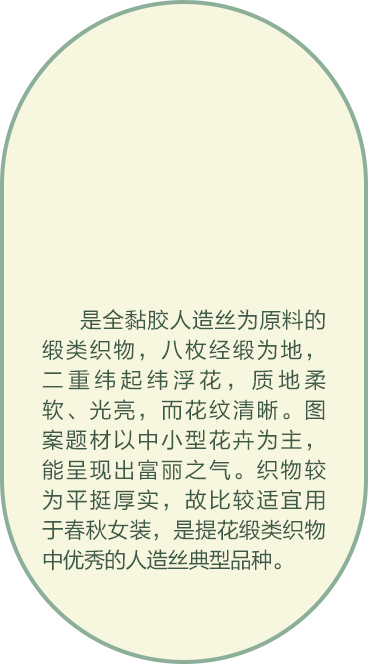 是全黏胶人造丝为原料的
缎类织物，八枚经缎为地，
二重纬起纬浮花，质地柔
软、光亮，而花纹清晰。图
案题材以中小型花卉为主，
能呈现出富丽之气。织物较
为平挺厚实，故比较适宜用
于春秋女装，是提花缎类织物
中优秀的人造丝典型品种。